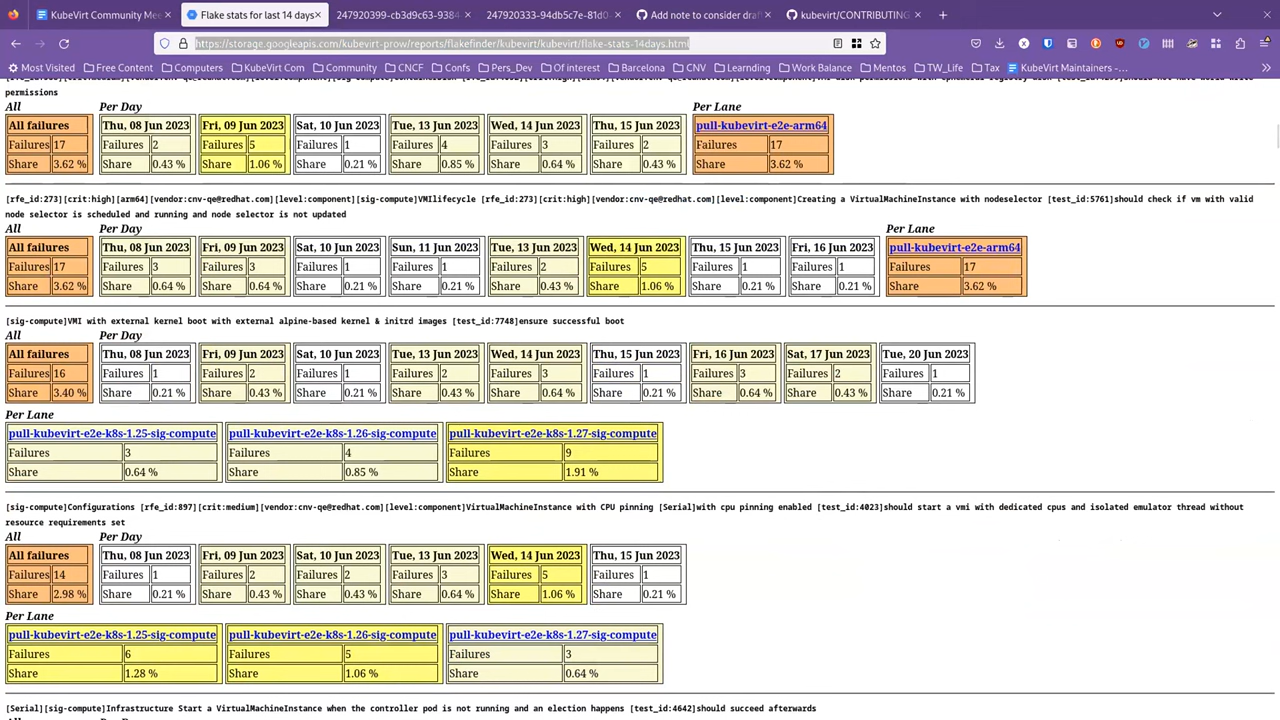 KubeVirt Community Mee
Flake stats for last 14 days
247920399-cb3d9c63-9384
247920333-94db5c7e-81d0
Add note to consider draf
kubevirt/CONTRIBUTING
https://storage.googleapis.com/kubevirt-prow/reports/flakefinder/kubevirt/kubevirt/flake-stats-14days.html
Most Visited Free Content Computers KubeVirt Com Community CNCF Confs Pers_Dev Of interest Barcelona CNV Learnding Work Balance Mentos TW_Life Tax KubeVirt Maintainers -...
permissions
All Per Day Per Lane
All failures Thu, 08 Jun 2023 Fri, 09 Jun 2023 Sat, 10 Jun 2023 Tue, 13 Jun 2023 Wed, 14 Jun 2023 Thu, 15 Jun 2023 pull-kubevirt-e2e-arm64
Failures 17 Failures 2 Failures 5 Failures 1 Failures 4 Failures 3 Failures 2 Failures 17
Share 3.62 % Share 0.43 % Share 1.06 % Share 0.21 % Share 0.85 % Share 0.64 % Share 0.43 % Share 3.62 %
[rfe_id:273][crit:high][arm64][vendor:cnv-qe@redhat.com][level:component][sig-compute]VMIlifecycle [rfe_id:273][crit:high][vendor:cnv-qe@redhat.com][level:component]Creating a VirtualMachineInstance with nodeselector [test_id:5761]should check if vm with valid
node selector is scheduled and running and node selector is not updated
All Per Day Per Lane
All failures Thu, 08 Jun 2023 Fri, 09 Jun 2023 Sat, 10 Jun 2023 Sun, 11 Jun 2023 Tue, 13 Jun 2023 Wed, 14 Jun 2023 Thu, 15 Jun 2023 Fri, 16 Jun 2023 pull-kubevirt-e2e-arm64
Failures 17 Failures 3 Failures 3 Failures 1 Failures 1 Failures 2 Failures 5 Failures 1 Failures 1 Failures 17
Share 3.62 % Share 0.64 % Share 0.64 % Share 0.21 % Share 0.21 % Share 0.43 % Share 1.06 % Share 0.21 % Share 0.21 % Share 3.62 %
[sig-compute]VMI with external kernel boot with external alpine-based kernel & initrd images [test_id:7748]ensure successful boot
All Per Day
All failures Thu, 08 Jun 2023 Fri, 09 Jun 2023 Sat, 10 Jun 2023 Tue, 13 Jun 2023 Wed, 14 Jun 2023 Thu, 15 Jun 2023 Fri, 16 Jun 2023 Sat, 17 Jun 2023 Tue, 20 Jun 2023
Failures 16 Failures 1 Failures 2 Failures 1 Failures 2 Failures 3 Failures 1 Failures 3 Failures 2 Failures 1
Share 3.40 % Share 0.21 % Share 0.43 % Share 0.21 % Share 0.43 % Share 0.64 % Share 0.21 % Share 0.64 % Share 0.43 % Share 0.21 %
Per Lane
pull-kubevirt-e2e-k8s-1.25-sig-compute pull-kubevirt-e2e-k8s-1.26-sig-compute pull-kubevirt-e2e-k8s-1.27-sig-compute
Failures 3 Failures 4 Failures 9
Share 0.64 % Share 0.85 % Share 1.91 %
[sig-compute]Configurations [rfe_id:897][crit:medium][vendor:cnv-qe@redhat.com][level:component]VirtualMachineInstance with CPU pinning [Serial]with cpu pinning enabled [test_id:4023]should start a vmi with dedicated cpus and isolated emulator thread without
resource requirements set
All Per Day
All failures Thu, 08 Jun 2023 Fri, 09 Jun 2023 Sat, 10 Jun 2023 Tue, 13 Jun 2023 Wed, 14 Jun 2023 Thu, 15 Jun 2023
Failures 14 Failures 1 Failures 2 Failures 2 Failures 3 Failures 5 Failures 1
Share 2.98 % Share 0.21 % Share 0.43 % Share 0.43 % Share 0.64 % Share 1.06 % Share 0.21 %
Per Lane
pull-kubevirt-e2e-k8s-1.25-sig-compute pull-kubevirt-e2e-k8s-1.26-sig-compute pull-kubevirt-e2e-k8s-1.27-sig-compute
Failures 6 Failures 5 Failures 3
Share 1.28 % Share 1.06 % Share 0.64 %
[Serial][sig-compute]Infrastructure Start a VirtualMachineInstance when the controller pod is not running and an election happens [test_id:4642]should succeed afterwards